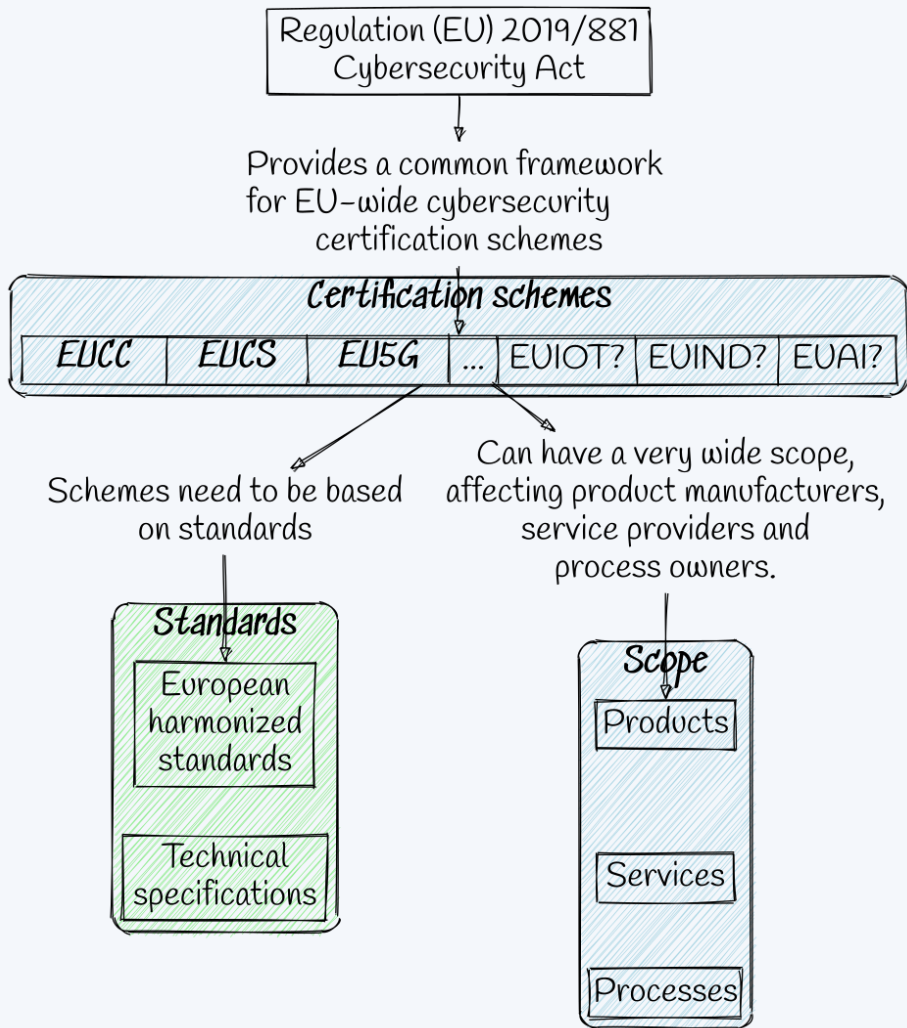 Regulation (EU) 2019/881
Cybersecurity Act
Provides a common framework
for EU-wide cybersecurity
certification schemes
Certification schemes
EUCC EUCS EU5G ... EUIOT? EUIND? EUAI?
Schemes need to be based
on standards
Can have a very wide scope,
affecting product manufacturers,
service providers and
process owners.
Standards
European
harmonized
standards
Technical
specifications
Scope
Products
Services
Processes